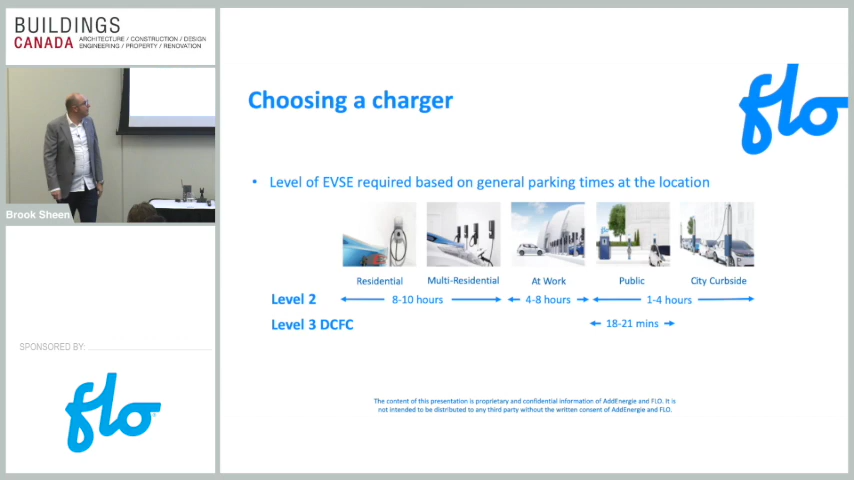 BUILDINGS
CANADA ARCHITECTURE / CONSTRUCTION / DESIGN
ENGINEERING / PROPERTY / RENOVATION
Brook Sheen
SPONSORED BY:
flo
Choosing a charger
flo
• Level of EVSE required based on general parking times at the location
Residential Multi-Residential At Work Public City Curbside
Level 2 8-10 hours 4-8 hours 1-4 hours
Level 3 DCFC 18-21 mins
The content of this presentation is proprietary and confidential information of AddEnergie and FLO. It is
not intended to be distributed to any third party without the written consent of AddEnergie and FLO.